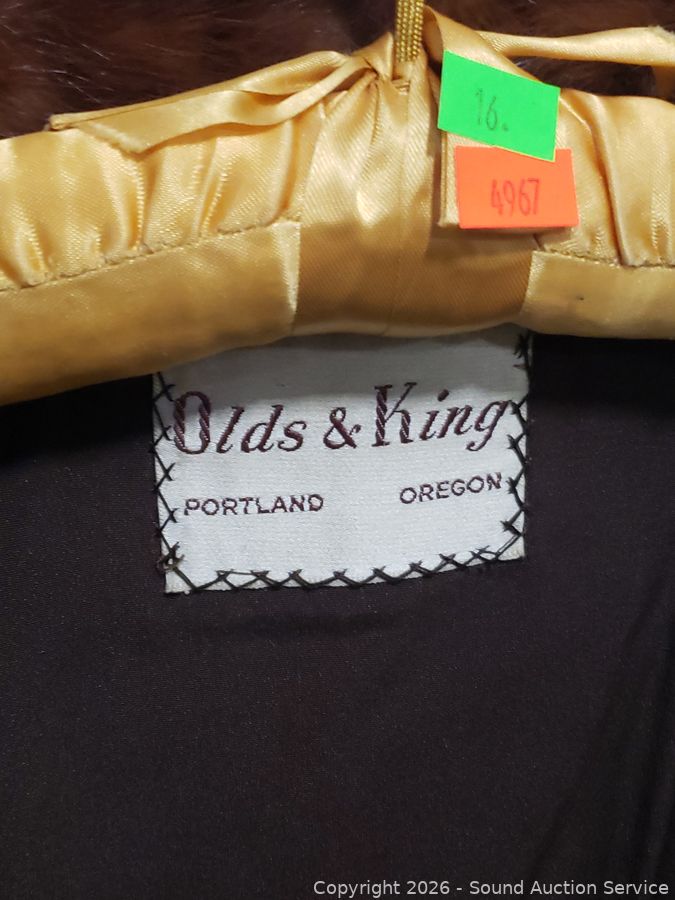 16.
4967
Olds & King
PORTLAND OREGON
Copyright 2026 - Sound Auction Service